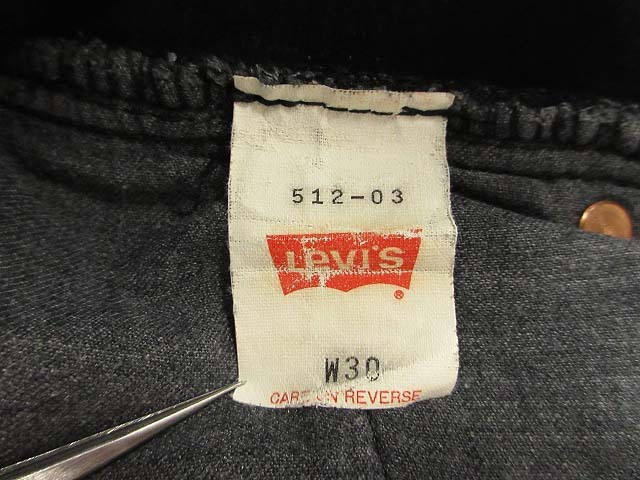 512-03
Levi's
®
W30
CARE ON REVERSE